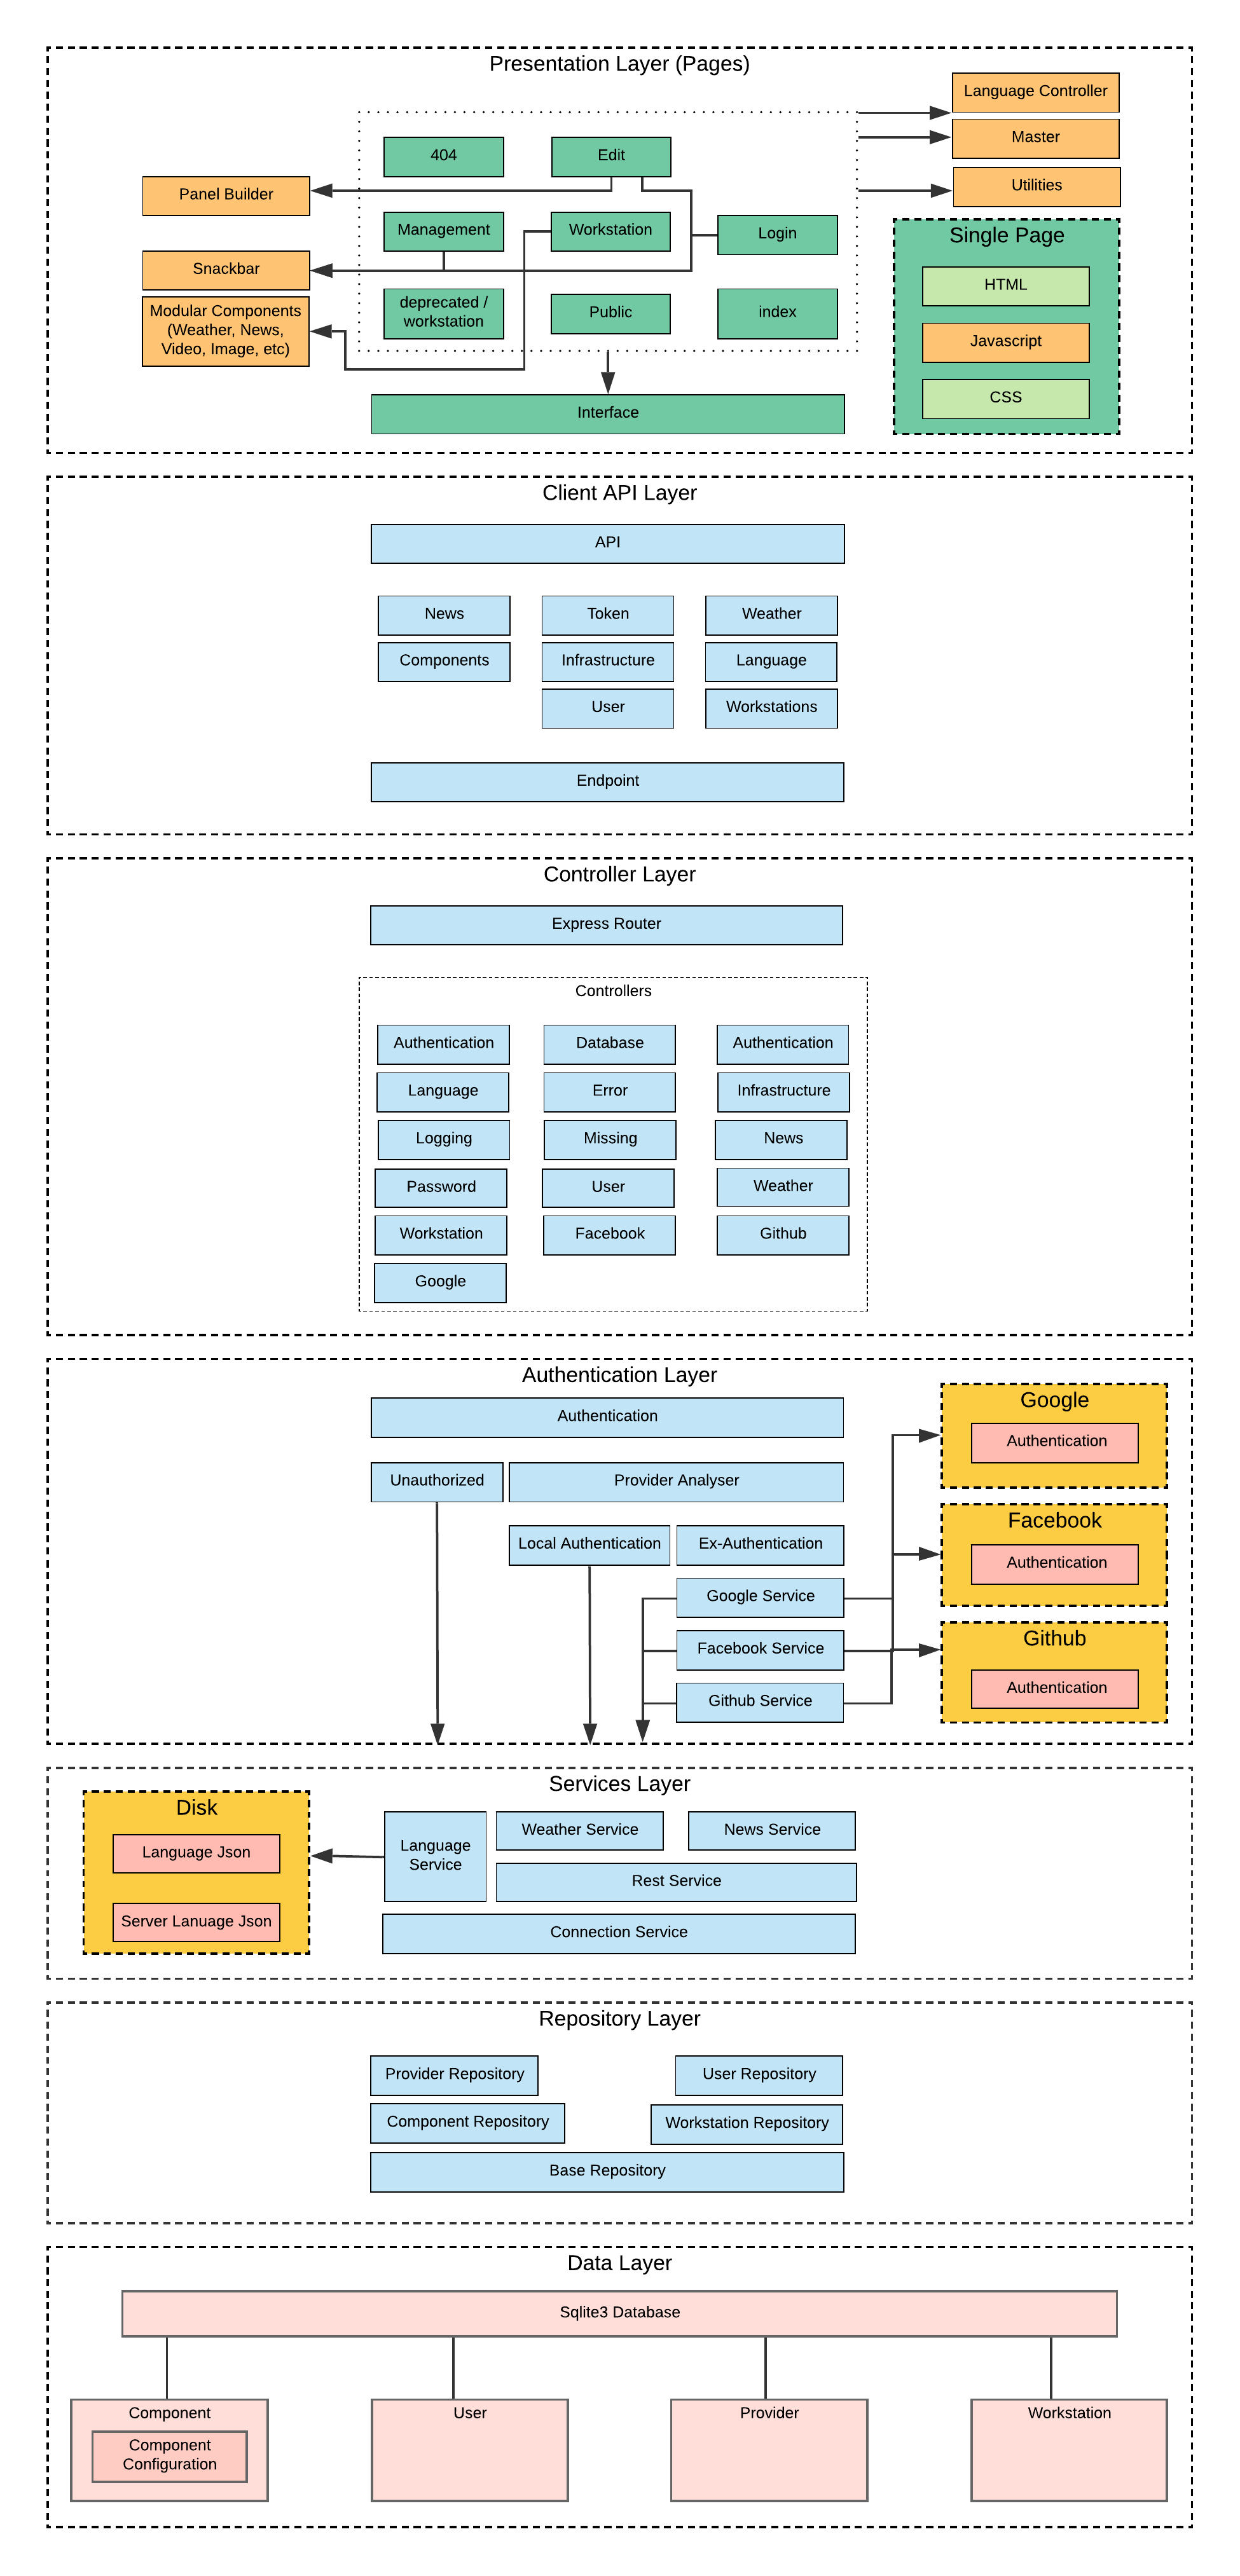 Presentation Layer (Pages)
Language Controller
Master
Utilities
404
Edit
Panel Builder
Management
Workstation
Login
Snackbar
Modular Components
(Weather, News,
Video, Image, etc)
deprecated /
workstation
Public
index
Interface
Single Page
HTML
Javascript
CSS
Client API Layer
API
News
Token
Weather
Components
Infrastructure
Language
User
Workstations
Endpoint
Controller Layer
Express Router
Controllers
Authentication
Database
Authentication
Language
Error
Infrastructure
Logging
Missing
News
Password
User
Weather
Workstation
Facebook
Github
Google
Authentication Layer
Authentication
Unauthorized
Provider Analyser
Local Authentication
Ex-Authentication
Google Service
Facebook Service
Github Service
Google
Authentication
Facebook
Authentication
Github
Authentication
Services Layer
Disk
Language Json
Server Lanuage Json
Language
Service
Weather Service
News Service
Rest Service
Connection Service
Repository Layer
Provider Repository
User Repository
Component Repository
Workstation Repository
Base Repository
Data Layer
Sqlite3 Database
Component
Component
Configuration
User
Provider
Workstation